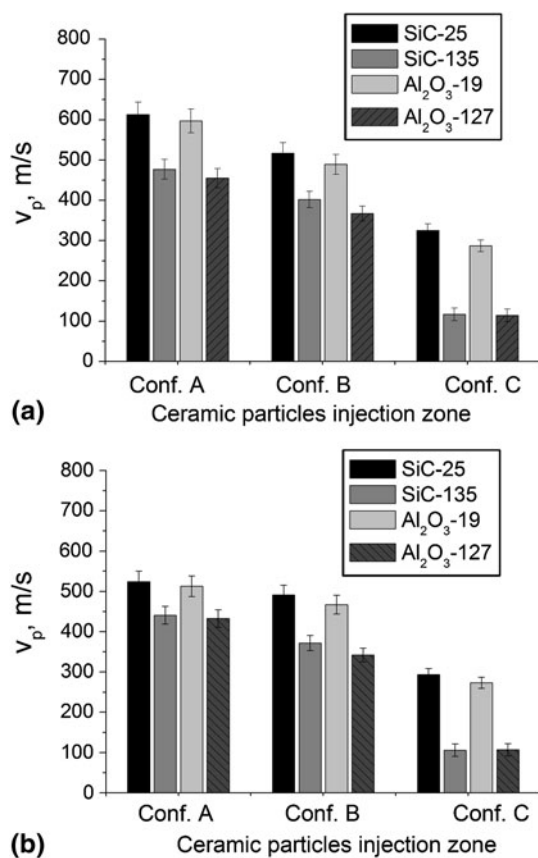 800
700
600
500
400
300
200
100
0
v_p, m/s
SiC-25
SiC-135
Al₂O₃-19
Al₂O₃-127
Conf. A Conf. B Conf. C
(a) Ceramic particles injection zone
800
700
600
500
400
300
200
100
0
v_p, m/s
SiC-25
SiC-135
Al₂O₃-19
Al₂O₃-127
Conf. A Conf. B Conf. C
(b) Ceramic particles injection zone